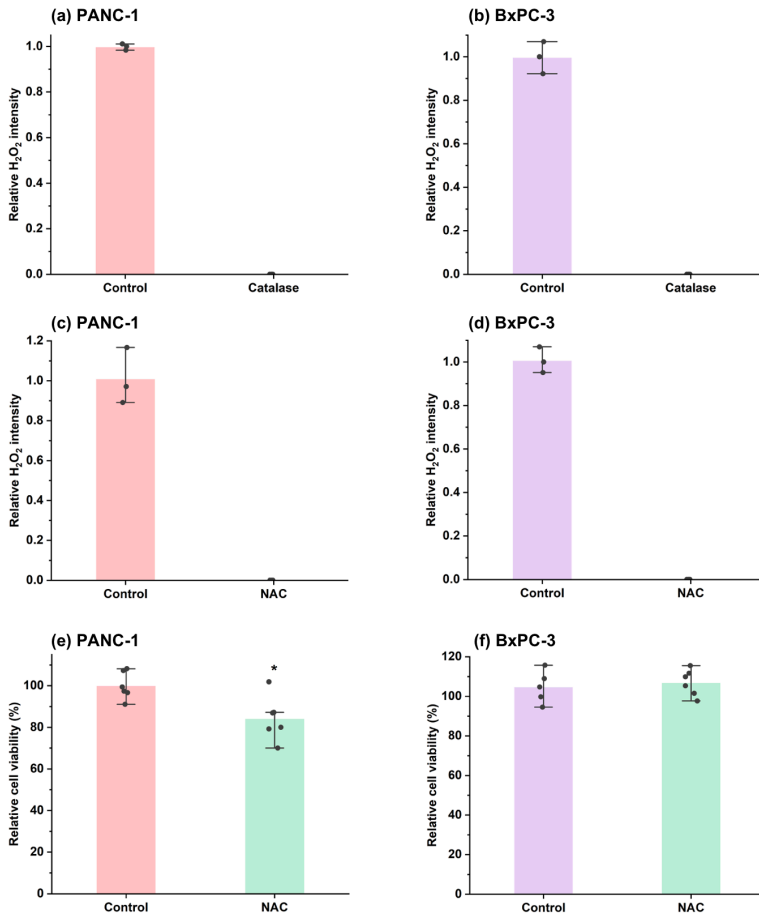 (a) PANC-1
Relative H₂O₂ intensity
1.0
0.8
0.6
0.4
0.2
0.0
Control
Catalase
(b) BxPC-3
Relative H₂O₂ intensity
1.0
0.8
0.6
0.4
0.2
0.0
Control
Catalase
(c) PANC-1
Relative H₂O₂ intensity
1.2
1.0
0.8
0.6
0.4
0.2
0.0
Control
NAC
(d) BxPC-3
Relative H₂O₂ intensity
1.0
0.8
0.6
0.4
0.2
0.0
Control
NAC
(e) PANC-1
Relative cell viability (%)
100
80
60
40
20
0
*
Control
NAC
(f) BxPC-3
Relative cell viability (%)
120
100
80
60
40
20
0
Control
NAC